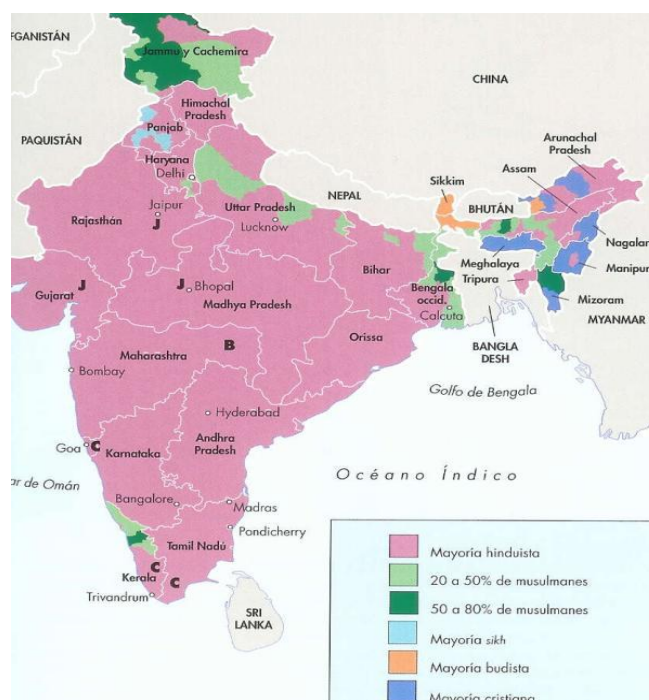 FGANISTÁN
Jammu y Cachemira
CHINA
Himachal
Pradesh
PAQUISTÁN
Panjab
Arunachal
Pradesh
Haryana
Delhi
Assam
Sikkim
NEPAL
BHUTÁN
Jaipur
J
Rajasthán
Uttar Pradesh
Lucknow
Nagalan
Meghalaya
Manipur
Tripura
Bihar
Gujarat
J
J
Bhopal
Madhya Pradesh
Bengala
occid.
Calcuta
Mizoram
MYANMAR
Orissa
B
Maharashtra
BANGLA
DESH
Bombay
Golfo de Bengala
Hyderabad
Goa
C
Karnataka
Andhra
Pradesh
Océano Índico
ar de Omán
Bangalore
Madras
Pondicherry
Tamil Nadú
Kerala
C
C
Trivandrum
SRI
LANKA
Mayoría hinduista
20 a 50% de musulmanes
50 a 80% de musulmanes
Mayoría sikh
Mayoría budista
Mayoría cristiana